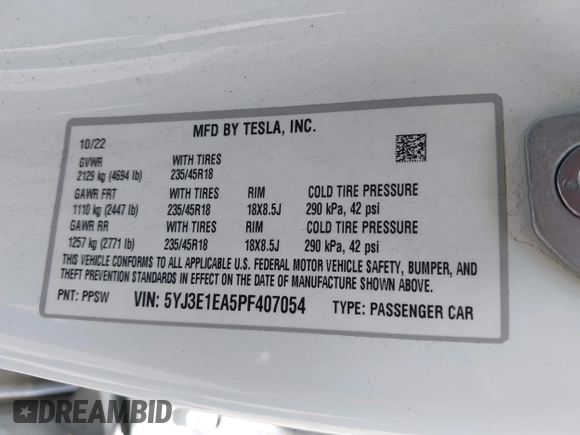 MFD BY TESLA, INC.
10/22
GVWR WITH TIRES
2129 kg (4694 lb) 235/45R18
GAWR FRT WITH TIRES RIM COLD TIRE PRESSURE
1110 kg (2447 lb) 235/45R18 18X8.5J 290 kPa, 42 psi
GAWR RR WITH TIRES RIM COLD TIRE PRESSURE
1257 kg (2771 lb) 235/45R18 18X8.5J 290 kPa, 42 psi
THIS VEHICLE CONFORMS TO ALL APPLICABLE U.S. FEDERAL MOTOR VEHICLE SAFETY, BUMPER, AND
THEFT PREVENTION STANDARDS IN EFFECT ON THE DATE OF MANUFACTURE SHOWN ABOVE.
PNT: PPSW VIN: 5YJ3E1EA5PF407054 TYPE: PASSENGER CAR
DREAMBID